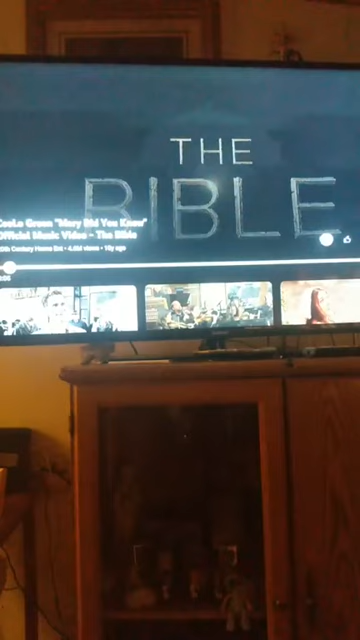 THE
BIBLE
CeeLo Green "Mary Did You Know"
Official Music Video - The Bible
20th Century Home Ent • 4.8M views • 10y ago